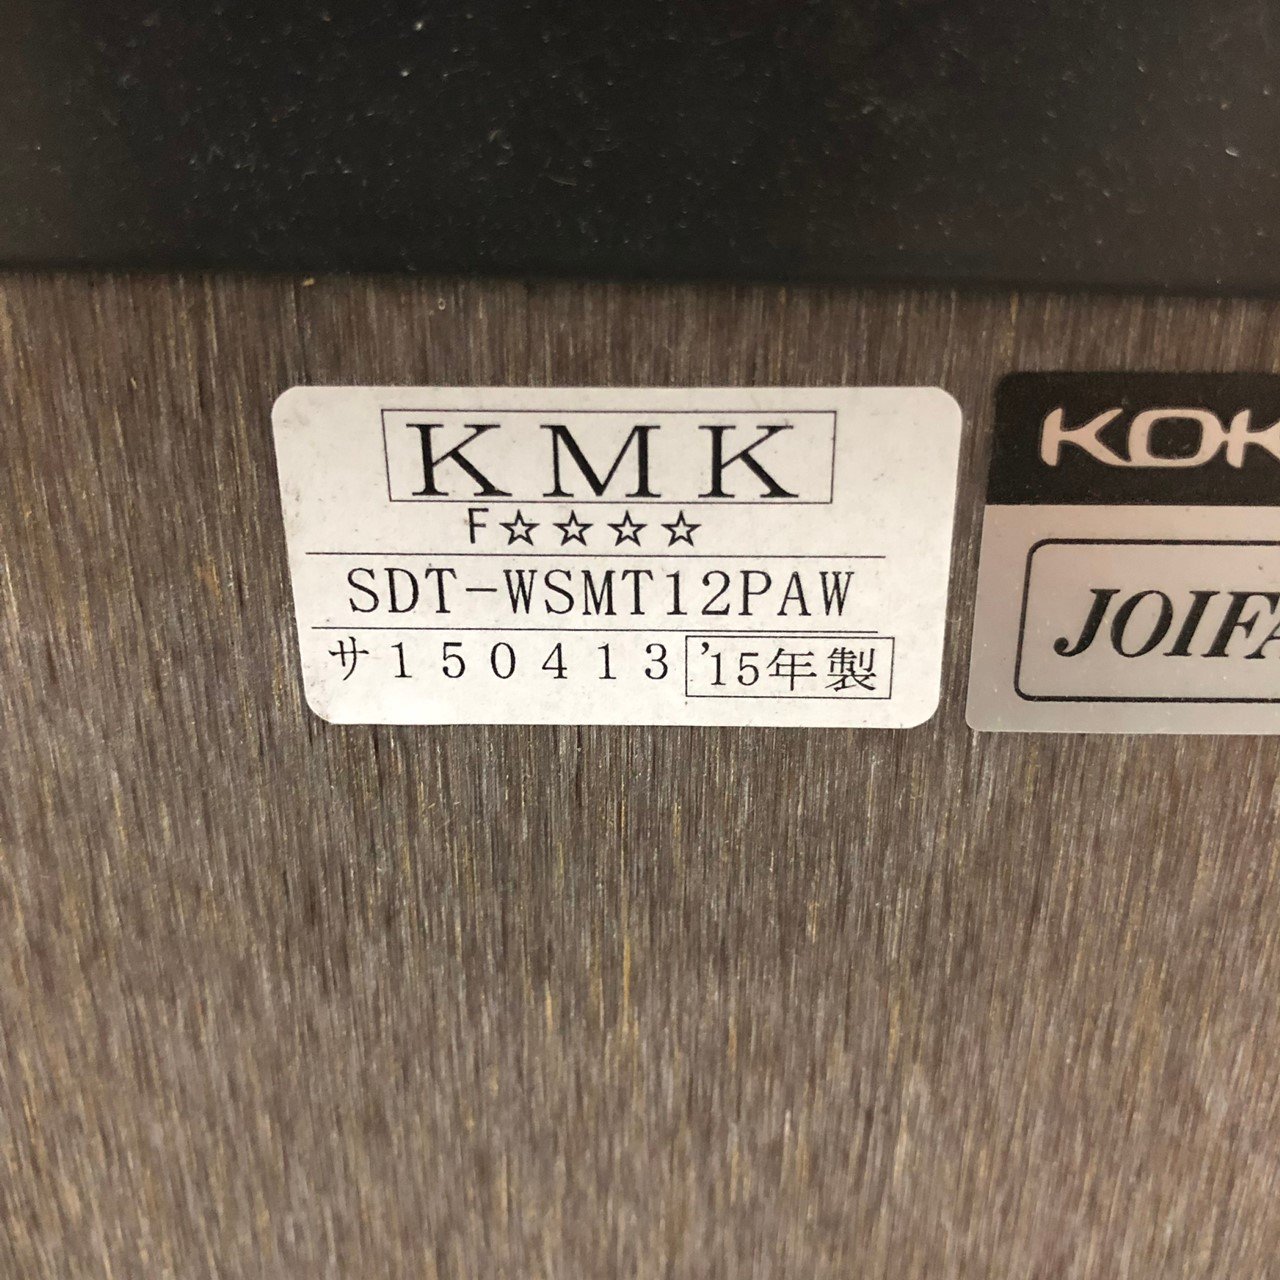 KMK
F☆☆☆☆
SDT-WSMT12PAW
サ150413 '15年製
KOK
JOIFA